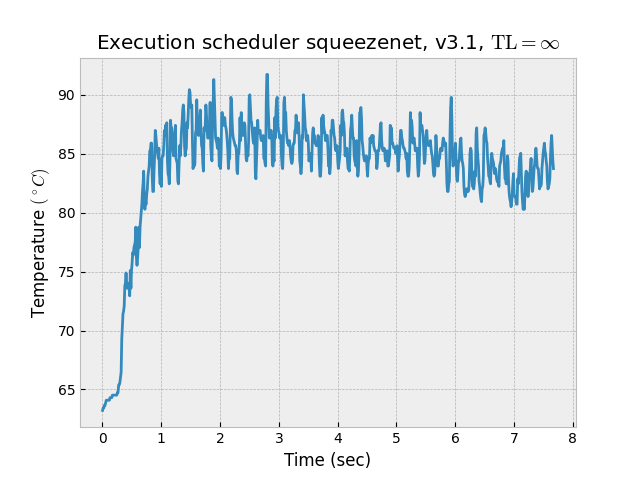 Execution scheduler squeezenet, v3.1, TL = ∞
Temperature (°C)
90
85
80
75
70
65
0 1 2 3 4 5 6 7 8
Time (sec)